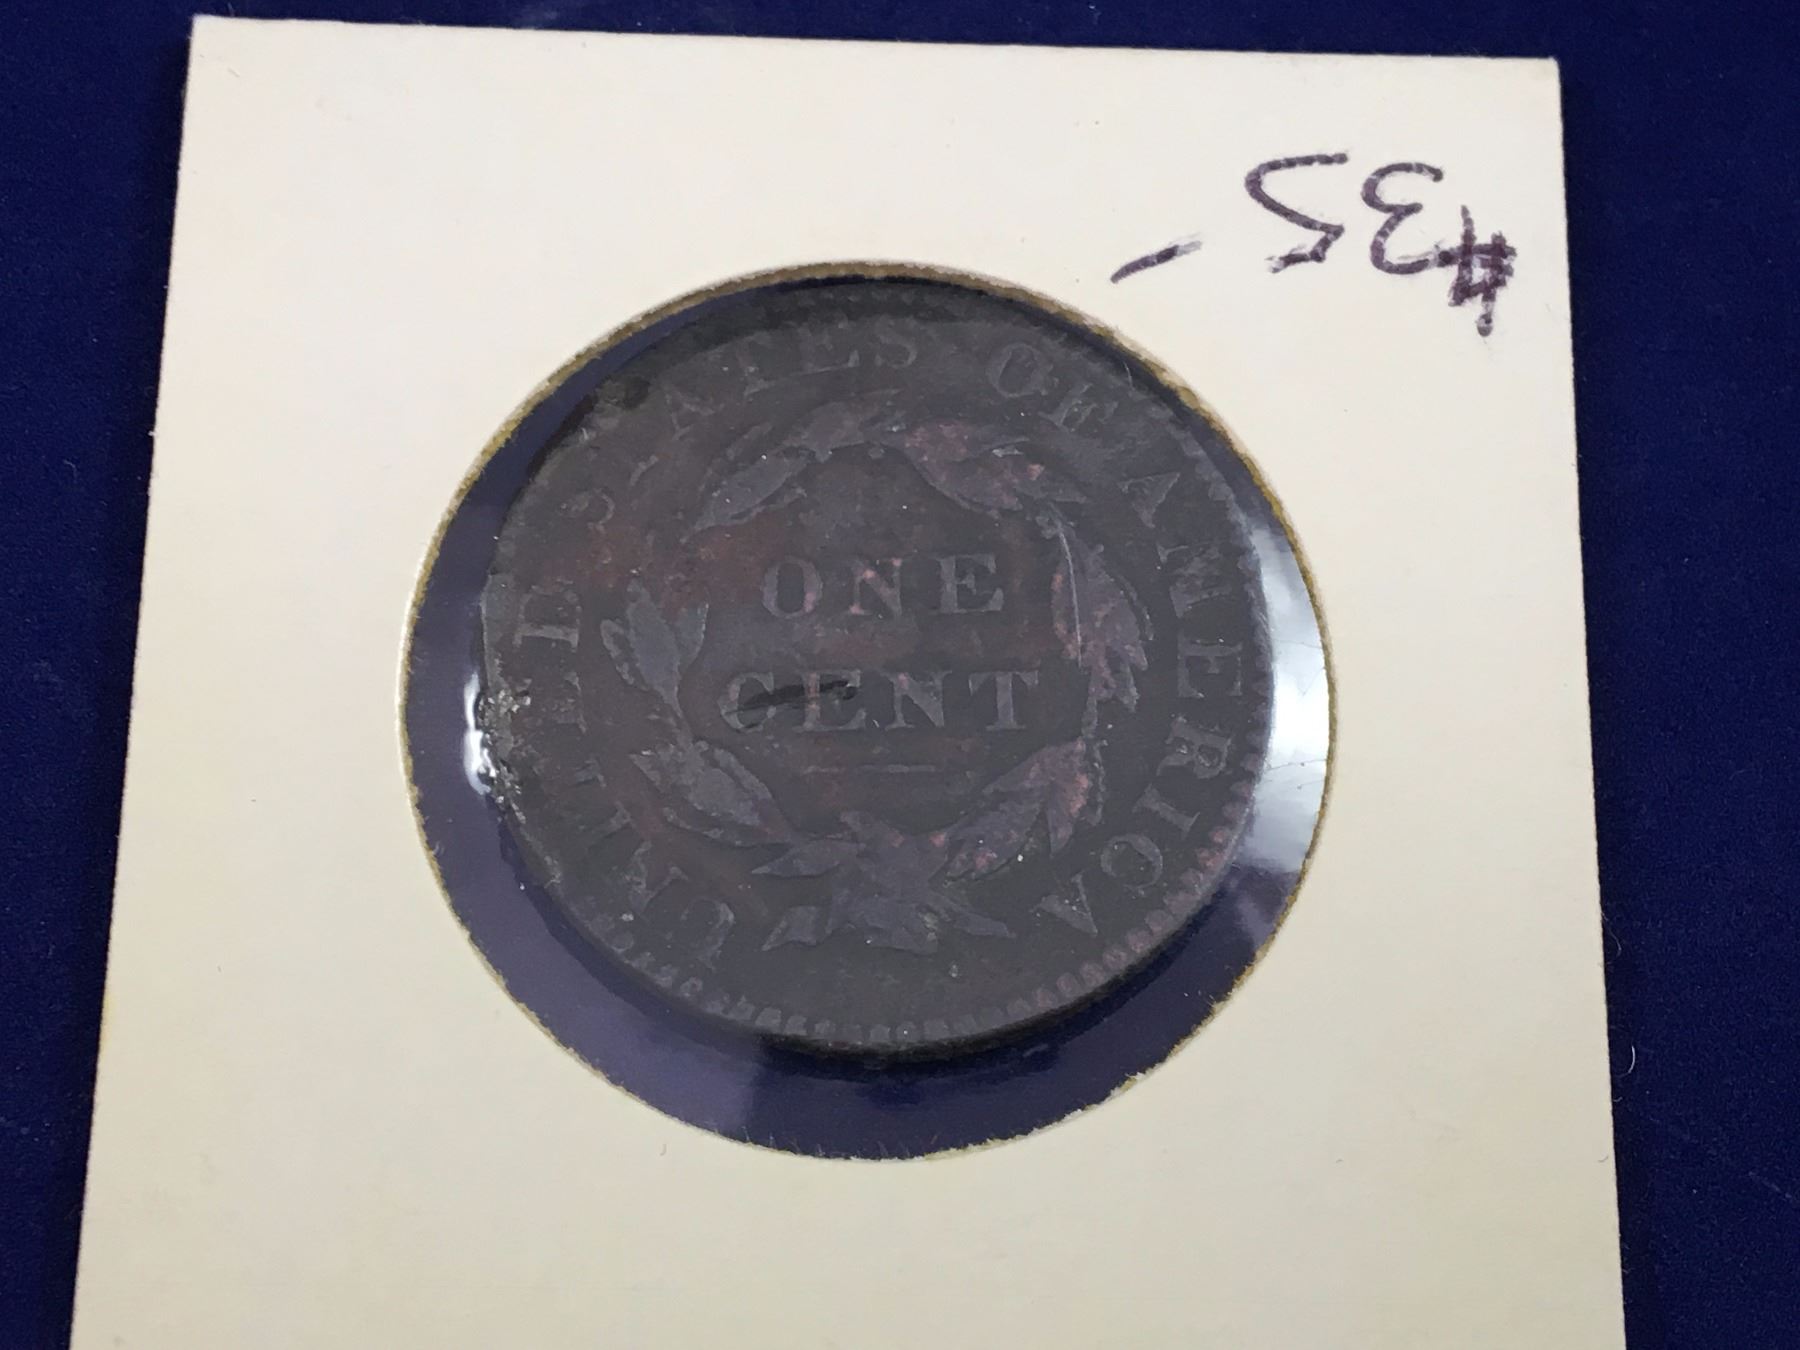 #35-
UNITED STATES OF AMERICA
ONE
CENT